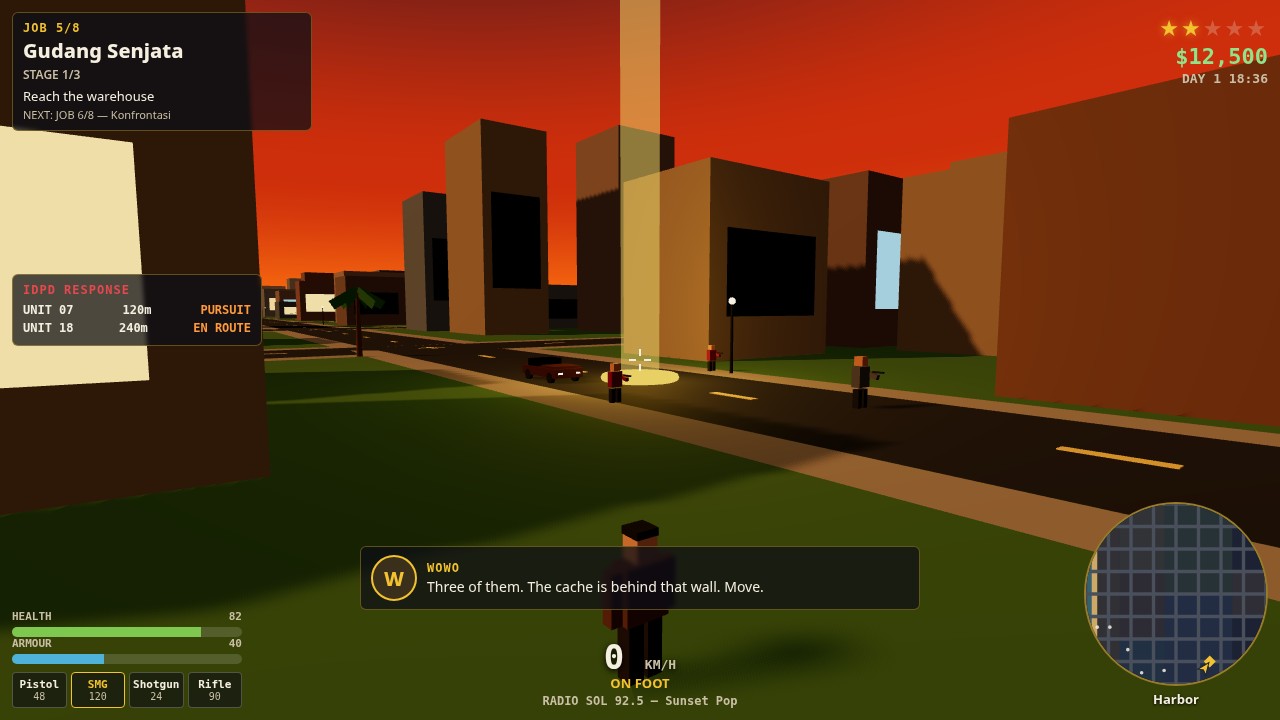 JOB 5/8
Gudang Senjata
STAGE 1/3
Reach the warehouse
NEXT: JOB 6/8 — Konfrontasi
★★★★★
$12,500
DAY 1 18:36
IDPD RESPONSE
UNIT 07 120m PURSUIT
UNIT 18 240m EN ROUTE
W
WOWO
Three of them. The cache is behind that wall. Move.
HEALTH 82
ARMOUR 40
Pistol SMG Shotgun Rifle
48 120 24 90
0 KM/H
ON FOOT
RADIO SOL 92.5 — Sunset Pop
Harbor